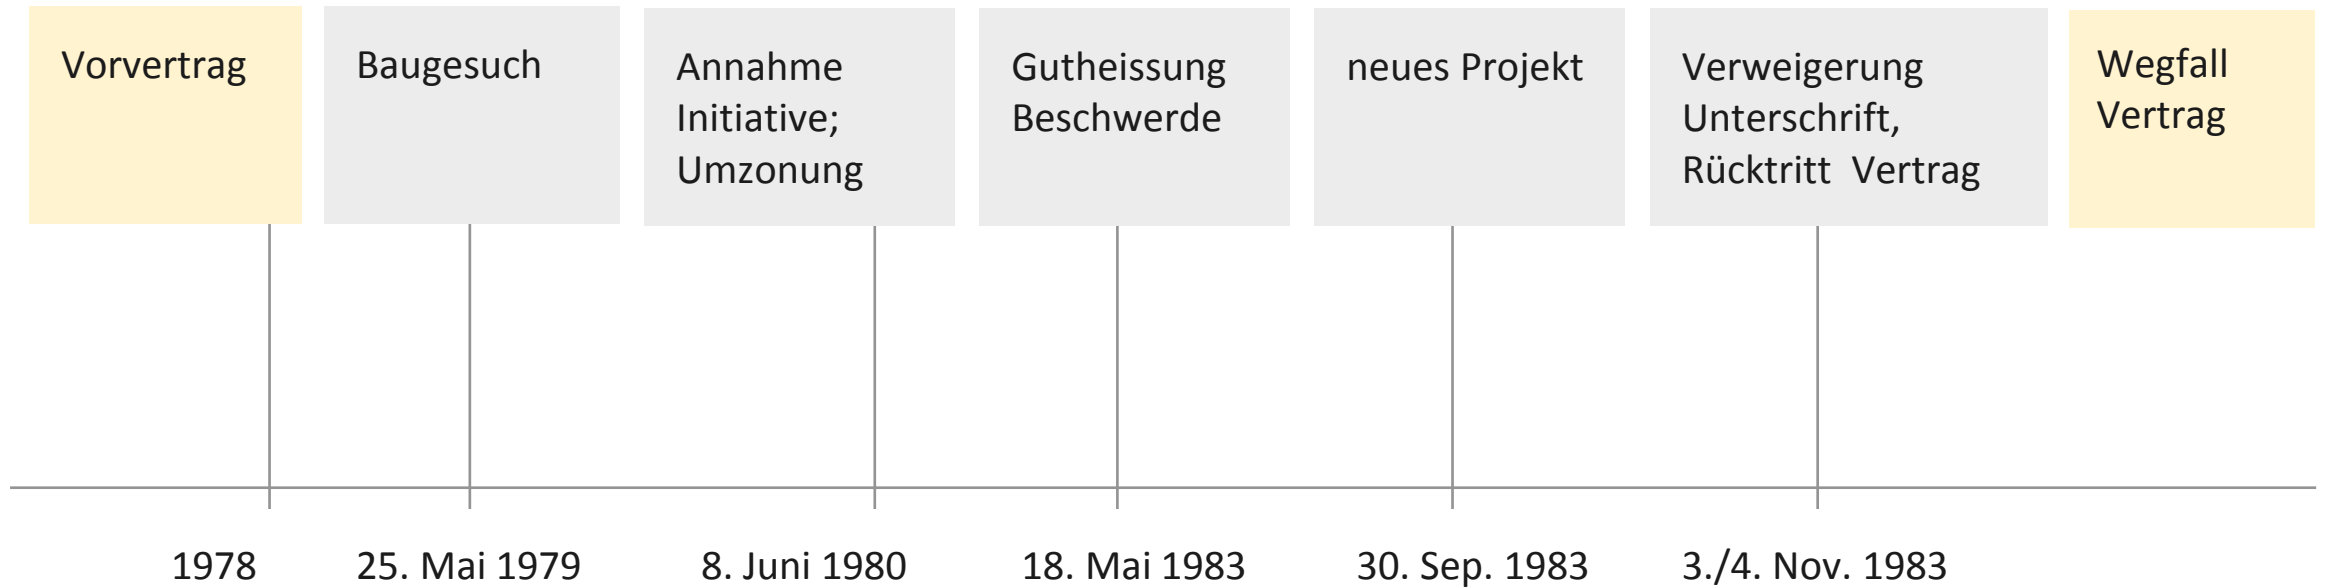 Vorvertrag
Baugesuch
Annahme
Initiative;
Umzonung
Gutheissung
Beschwerde
neues Projekt
Verweigerung
Unterschrift,
Rücktritt Vertrag
Wegfall
Vertrag
1978
25. Mai 1979
8. Juni 1980
18. Mai 1983
30. Sep. 1983
3./4. Nov. 1983